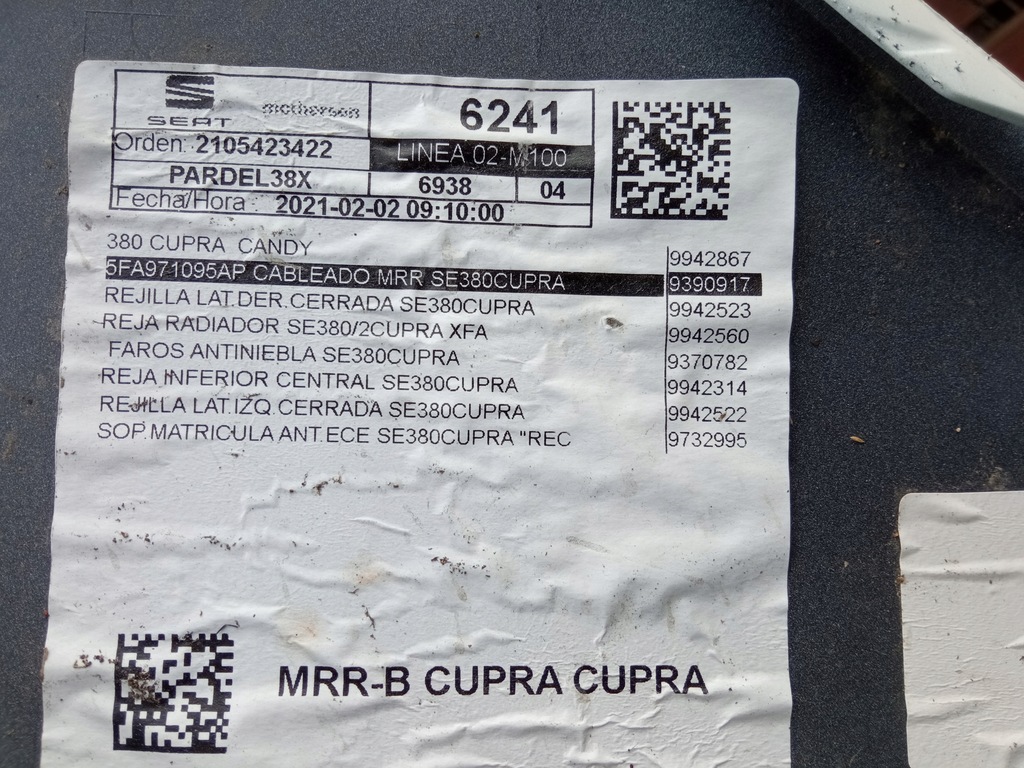 SEAT motherson 6241
Orden: 2105423422 LINEA 02-M100
PARDEL38X 6938 04
Fecha/Hora : 2021-02-02 09:10:00
380 CUPRA CANDY 9942867
5FA971095AP CABLEADO MRR SE380CUPRA 9390917
REJILLA LAT.DER.CERRADA SE380CUPRA 9942523
REJA RADIADOR SE380/2CUPRA XFA 9942560
FAROS ANTINIEBLA SE380CUPRA 9370782
REJA INFERIOR CENTRAL SE380CUPRA 9942314
REJILLA LAT.IZQ.CERRADA SE380CUPRA 9942522
SOP.MATRICULA ANT.ECE SE380CUPRA "REC 9732995
MRR-B CUPRA CUPRA